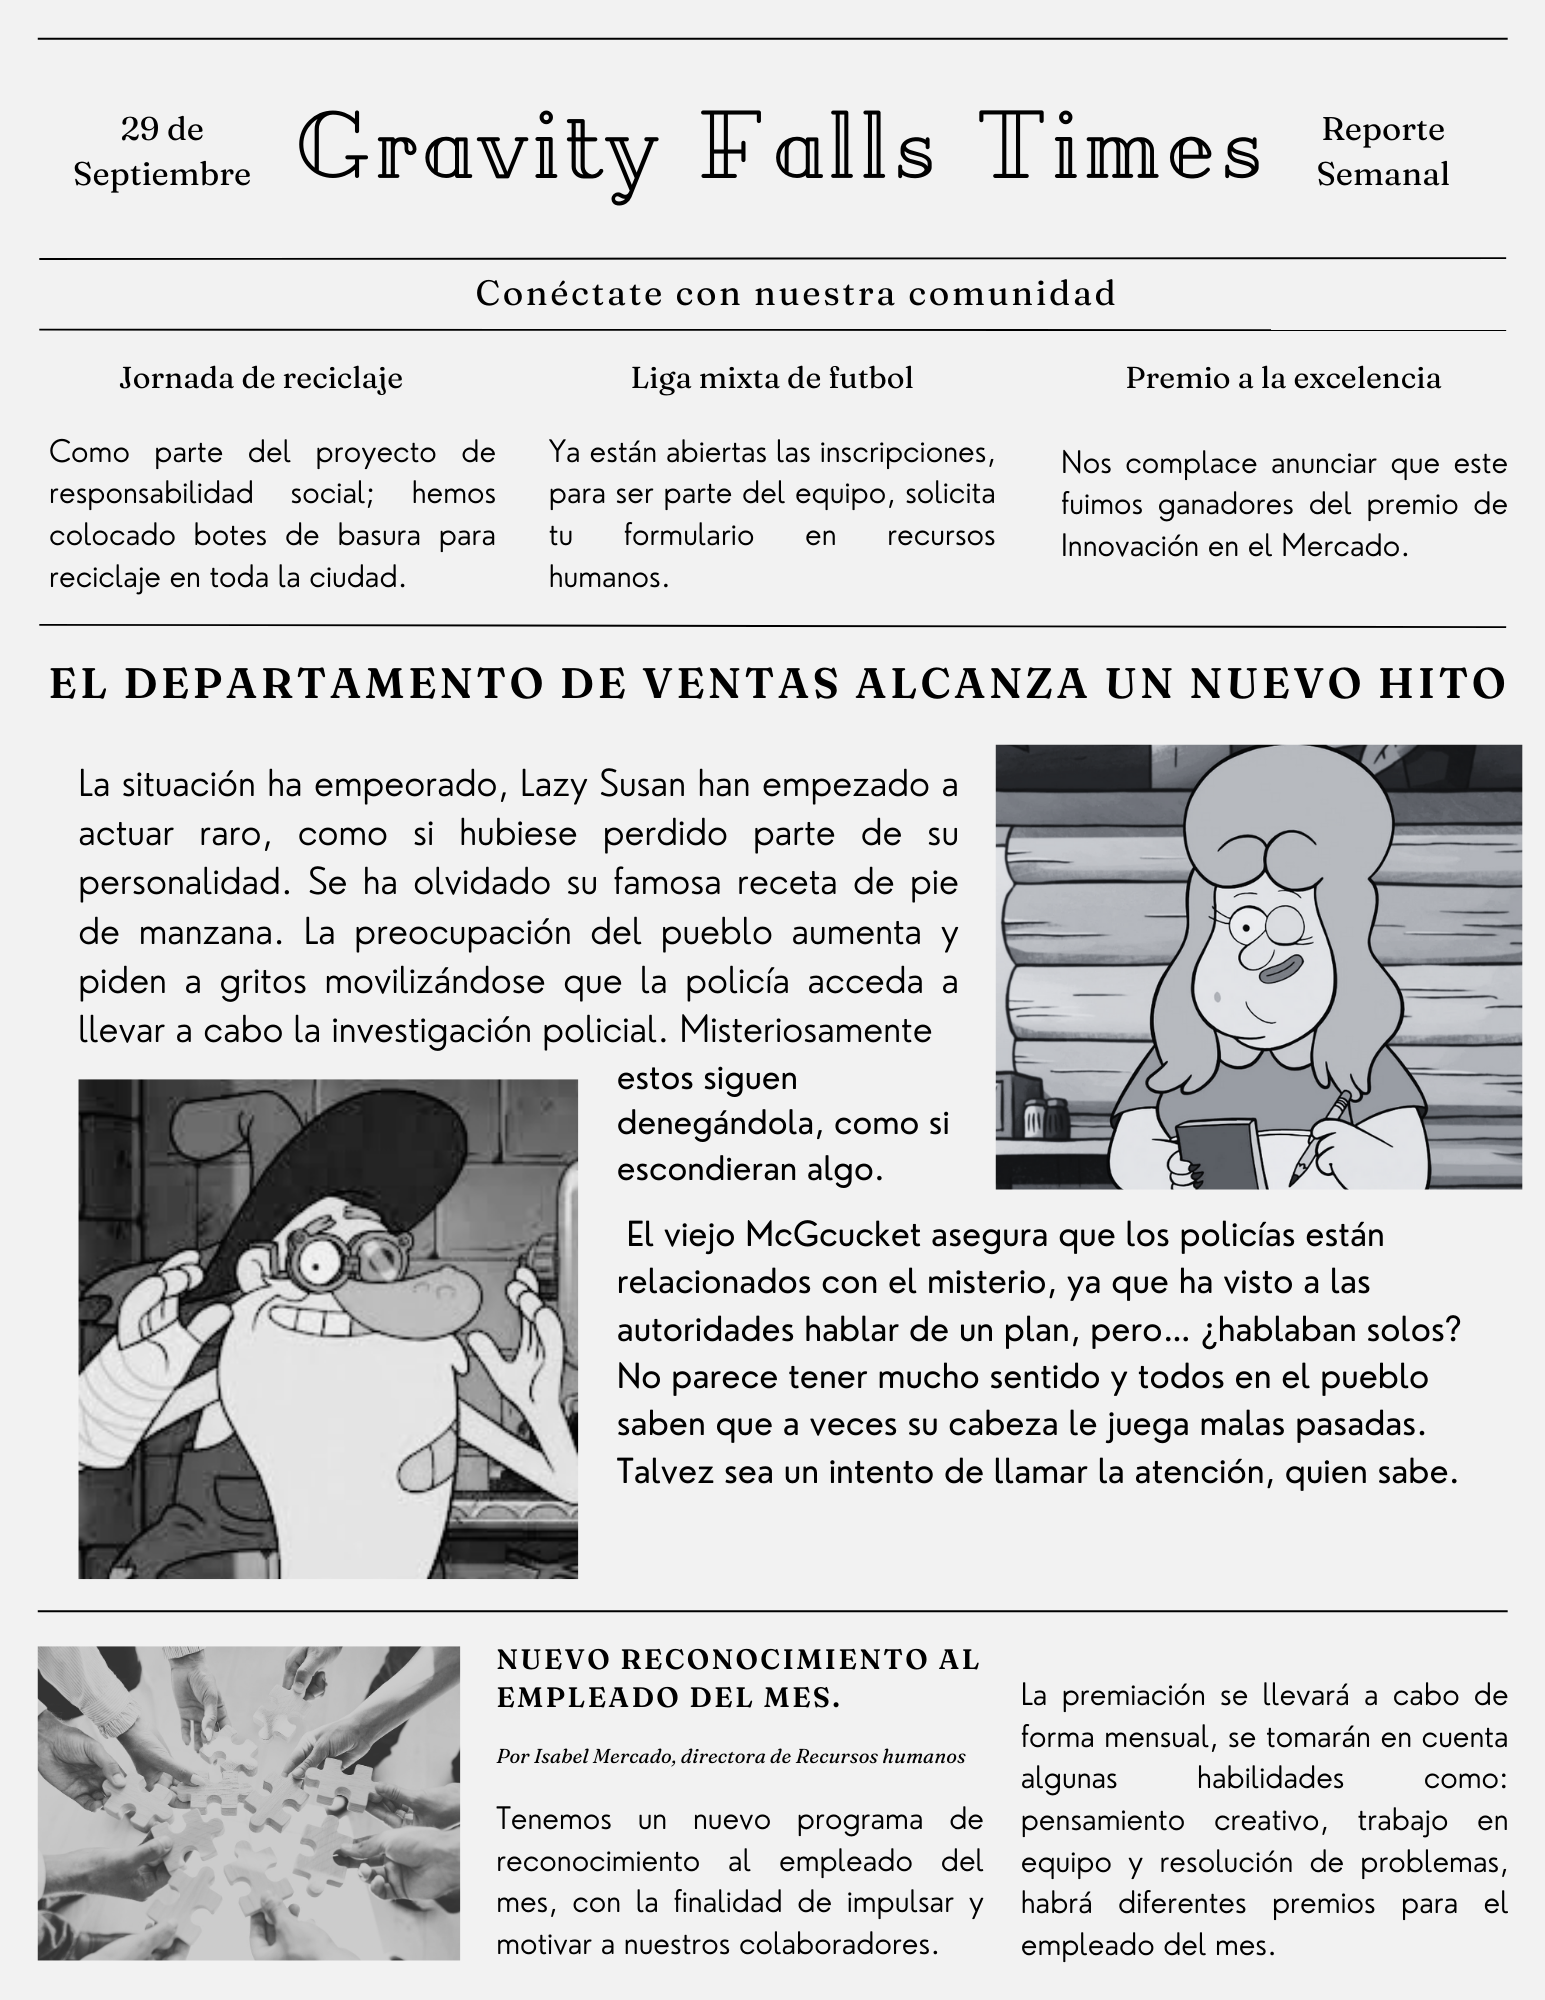 29 de
Septiembre
Gravity Falls Times
Reporte
Semanal
Conéctate con nuestra comunidad
Jornada de reciclaje
Como parte del proyecto de
responsabilidad social; hemos
colocado botes de basura para
reciclaje en toda la ciudad.
Liga mixta de futbol
Ya están abiertas las inscripciones,
para ser parte del equipo, solicita
tu formulario en recursos
humanos.
Premio a la excelencia
Nos complace anunciar que este
fuimos ganadores del premio de
Innovación en el Mercado.
EL DEPARTAMENTO DE VENTAS ALCANZA UN NUEVO HITO
La situación ha empeorado, Lazy Susan han empezado a
actuar raro, como si hubiese perdido parte de su
personalidad. Se ha olvidado su famosa receta de pie
de manzana. La preocupación del pueblo aumenta y
piden a gritos movilizándose que la policía acceda a
llevar a cabo la investigación policial. Misteriosamente
estos siguen
denegándola, como si
escondieran algo.
El viejo McGcucket asegura que los policías están
relacionados con el misterio, ya que ha visto a las
autoridades hablar de un plan, pero... ¿hablaban solos?
No parece tener mucho sentido y todos en el pueblo
saben que a veces su cabeza le juega malas pasadas.
Talvez sea un intento de llamar la atención, quien sabe.
NUEVO RECONOCIMIENTO AL
EMPLEADO DEL MES.
Por Isabel Mercado, directora de Recursos humanos
Tenemos un nuevo programa de
reconocimiento al empleado del
mes, con la finalidad de impulsar y
motivar a nuestros colaboradores.
La premiación se llevará a cabo de
forma mensual, se tomarán en cuenta
algunas habilidades como:
pensamiento creativo, trabajo en
equipo y resolución de problemas,
habrá diferentes premios para el
empleado del mes.